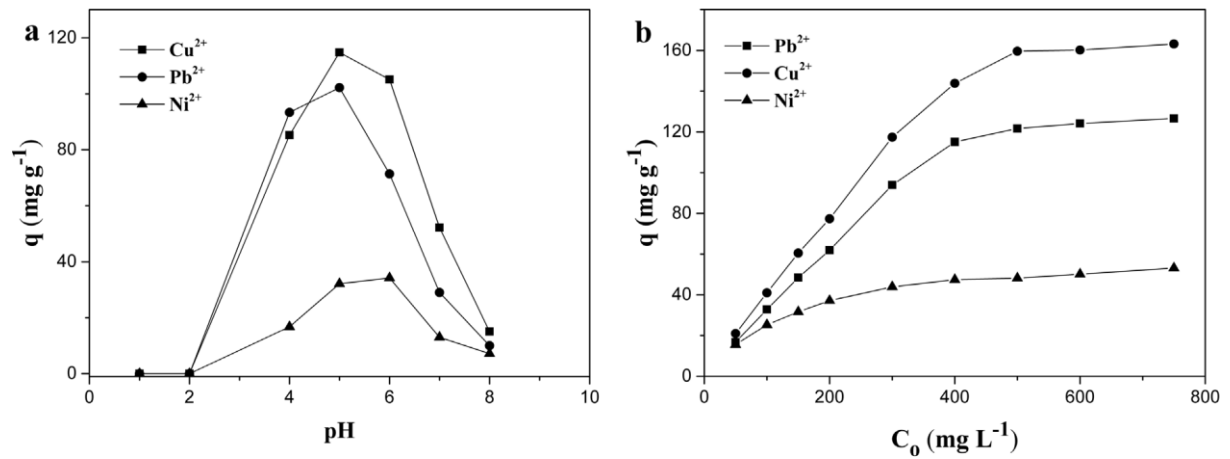 a
Cu²⁺
Pb²⁺
Ni²⁺
q (mg g⁻¹)
120
80
40
0
0 2 4 6 8 10
pH
b
Pb²⁺
Cu²⁺
Ni²⁺
q (mg g⁻¹)
160
120
80
40
0
0 200 400 600 800
C₀ (mg L⁻¹)